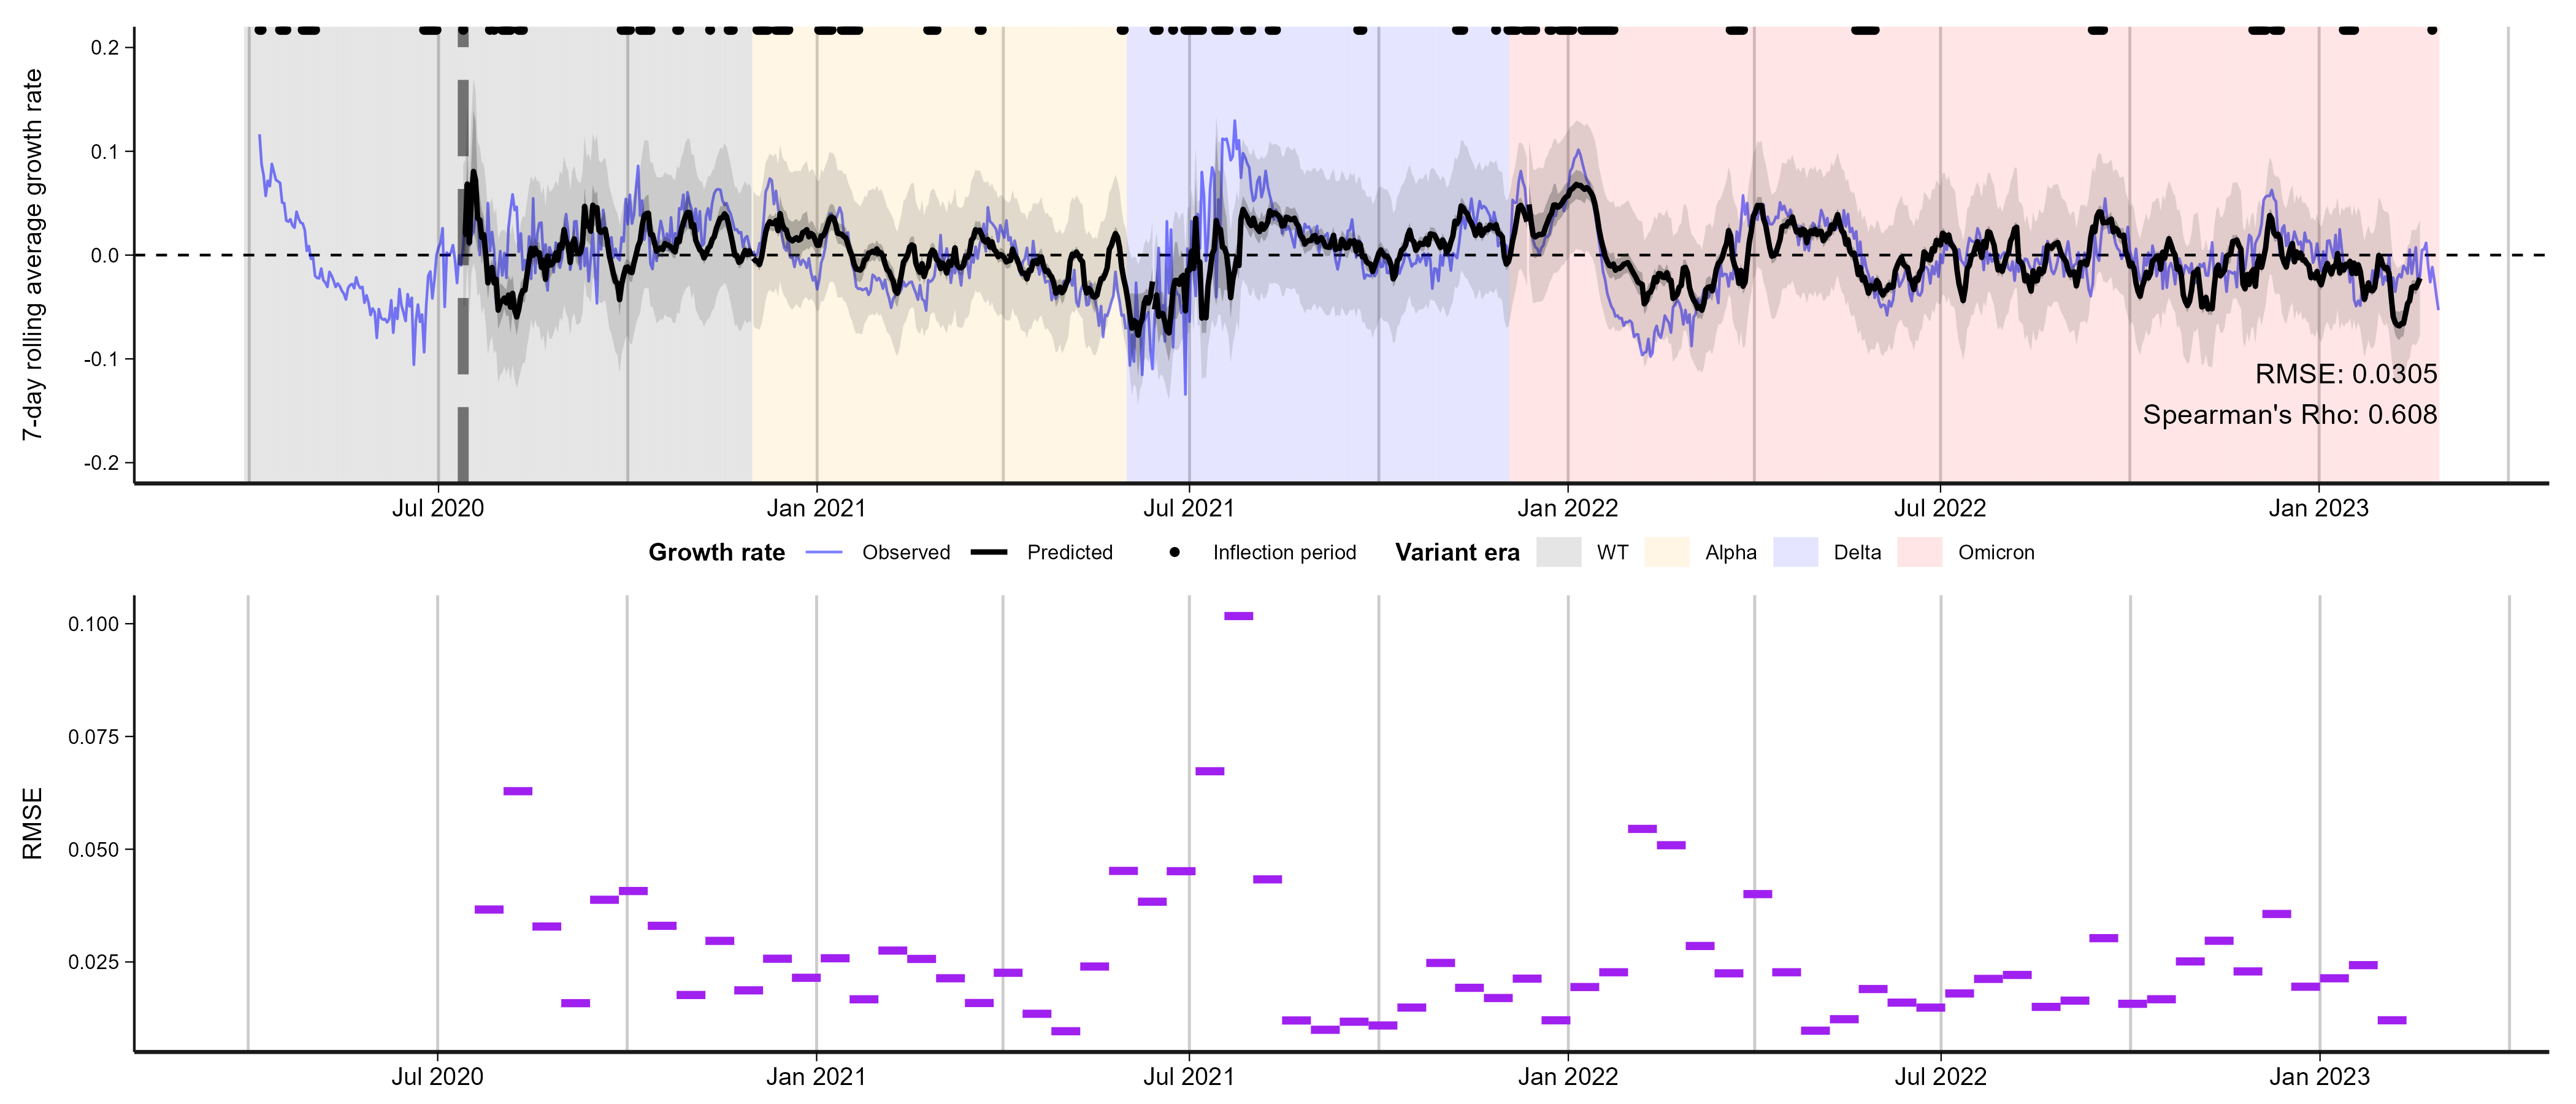 7-day rolling average growth rate
0.2
0.1
0.0
-0.1
-0.2
RMSE: 0.0305
Spearman's Rho: 0.608
Jul 2020 Jan 2021 Jul 2021 Jan 2022 Jul 2022 Jan 2023
Growth rate Observed Predicted Inflection period Variant era WT Alpha Delta Omicron
RMSE
0.100
0.075
0.050
0.025
Jul 2020 Jan 2021 Jul 2021 Jan 2022 Jul 2022 Jan 2023